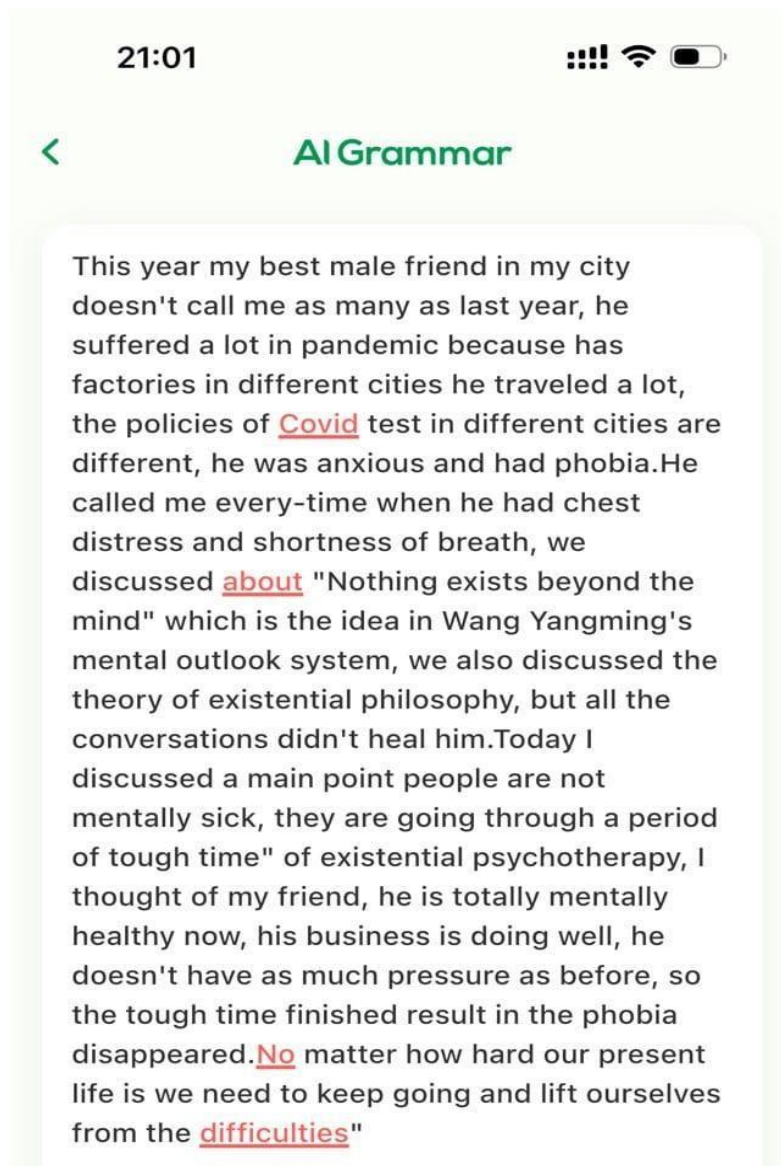 21:01
AI Grammar
This year my best male friend in my city
doesn't call me as many as last year, he
suffered a lot in pandemic because has
factories in different cities he traveled a lot,
the policies of Covid test in different cities are
different, he was anxious and had phobia.He
called me every-time when he had chest
distress and shortness of breath, we
discussed about "Nothing exists beyond the
mind" which is the idea in Wang Yangming's
mental outlook system, we also discussed the
theory of existential philosophy, but all the
conversations didn't heal him.Today I
discussed a main point people are not
mentally sick, they are going through a period
of tough time" of existential psychotherapy, I
thought of my friend, he is totally mentally
healthy now, his business is doing well, he
doesn't have as much pressure as before, so
the tough time finished result in the phobia
disappeared.No matter how hard our present
life is we need to keep going and lift ourselves
from the difficulties"